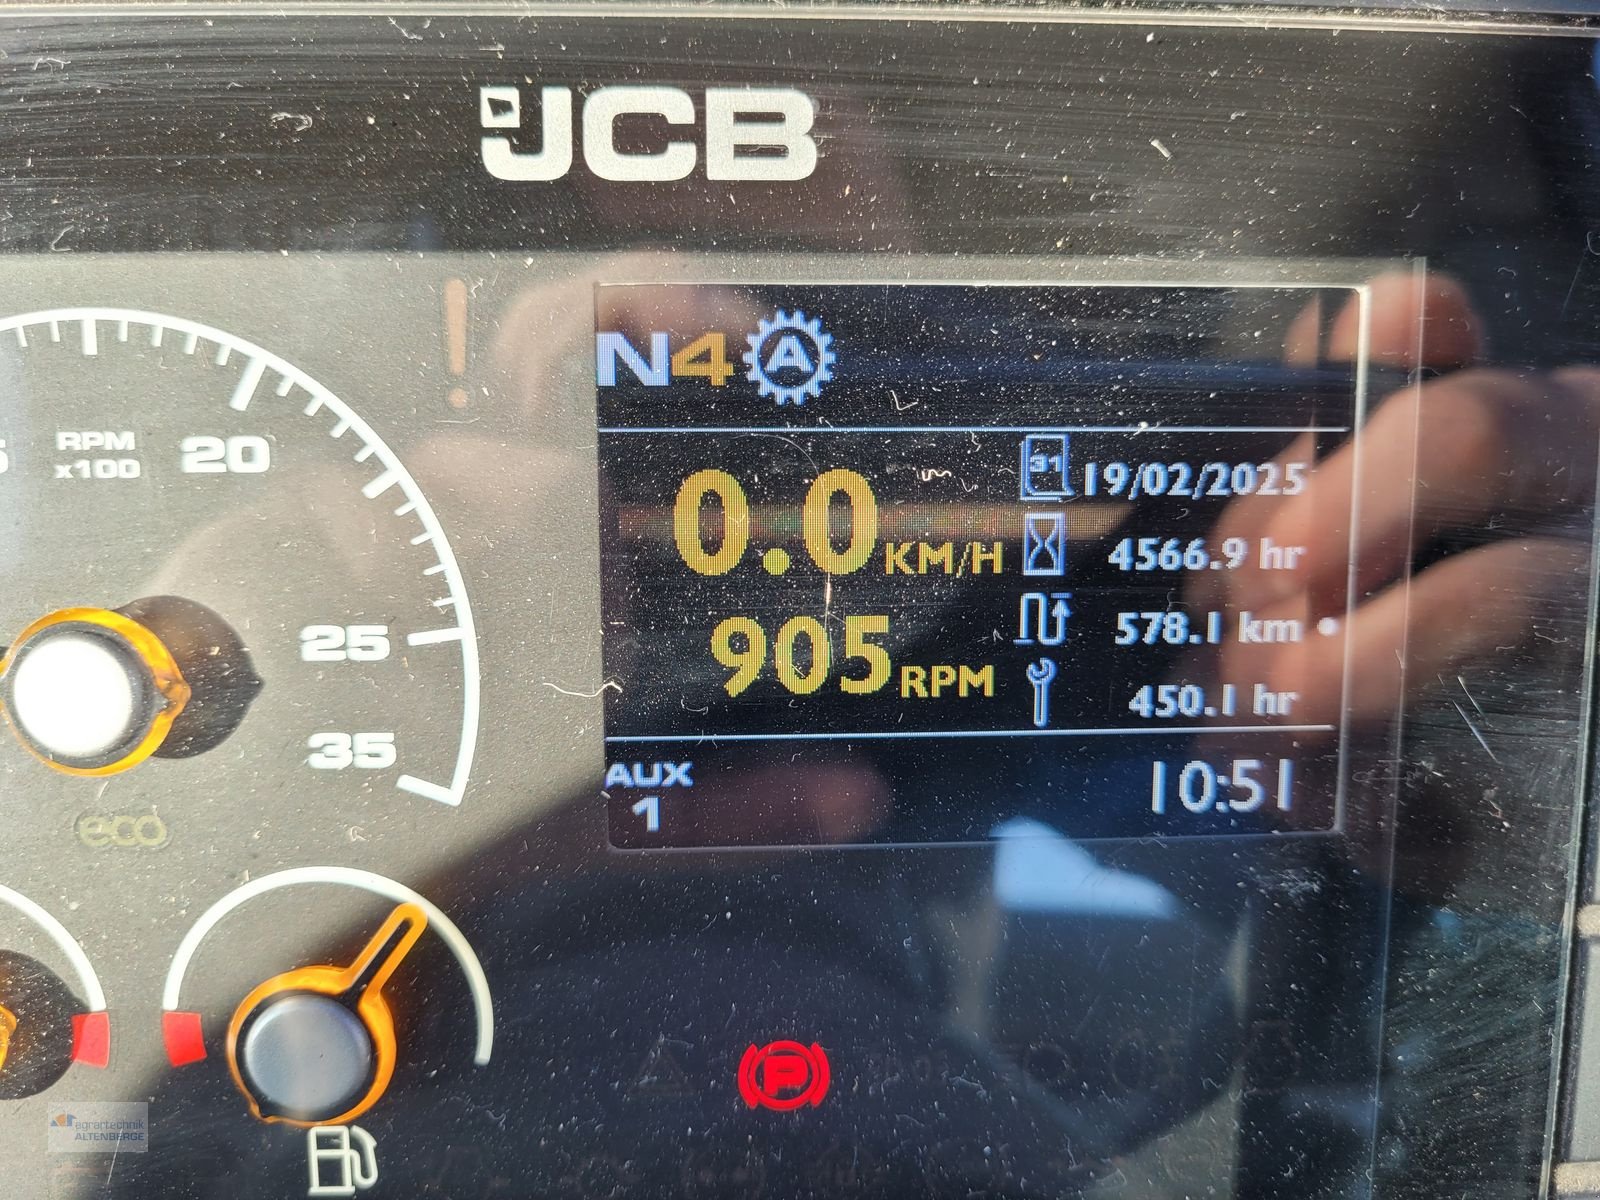 JCB
N4 A
RPM
x100
20
25
35
eco
0.0 KM/H
905 RPM
31 19/02/2025
4566.9 hr
578.1 km
450.1 hr
AUX
1
10:51
P
agrartechnik
ALTENBERGE